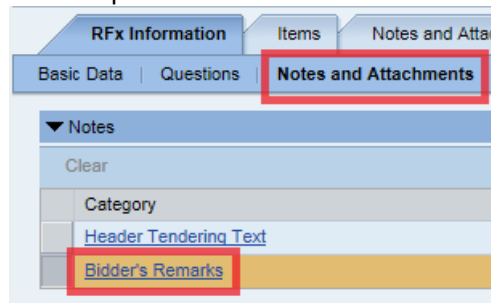 RFx Information Items Notes and Atta
Basic Data | Questions | Notes and Attachments
Notes
Clear
Category
Header Tendering Text
Bidder's Remarks